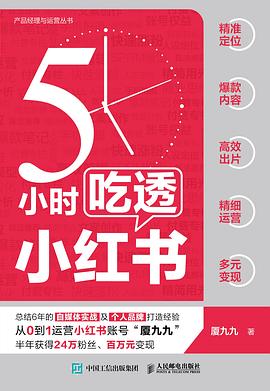 产品经理与运营丛书
5
小时吃透
小红书
精准
定位
爆款
内容
高效
出片
精细
运营
多元
变现
总结6年的自媒体实战及个人品牌打造经验
从0到1运营小红书账号“厦九九”
半年获得24万粉丝、百万元变现
厦九九 著
中国工信出版集团
人民邮电出版社
POSTS & TELECOM PRESS